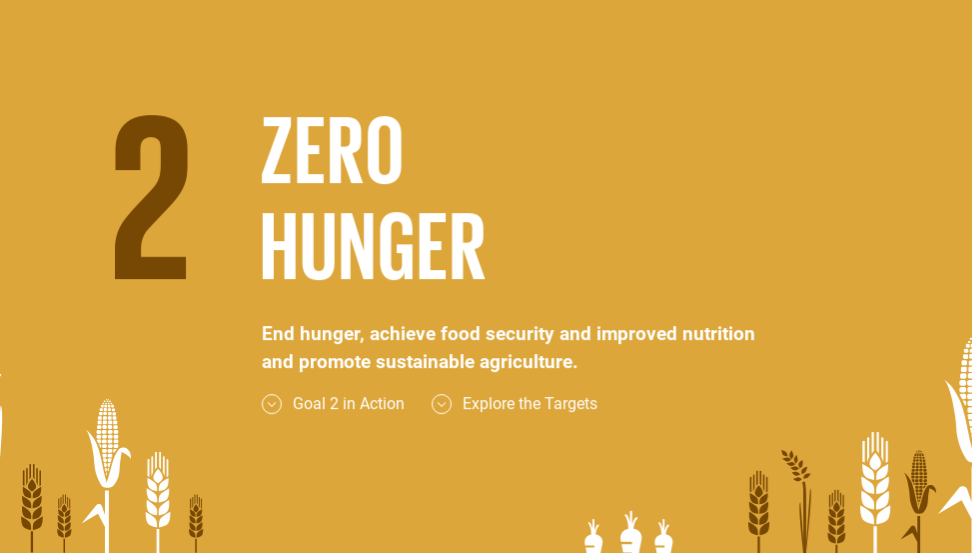 2
ZERO
HUNGER
End hunger, achieve food security and improved nutrition
and promote sustainable agriculture.
Goal 2 in Action Explore the Targets